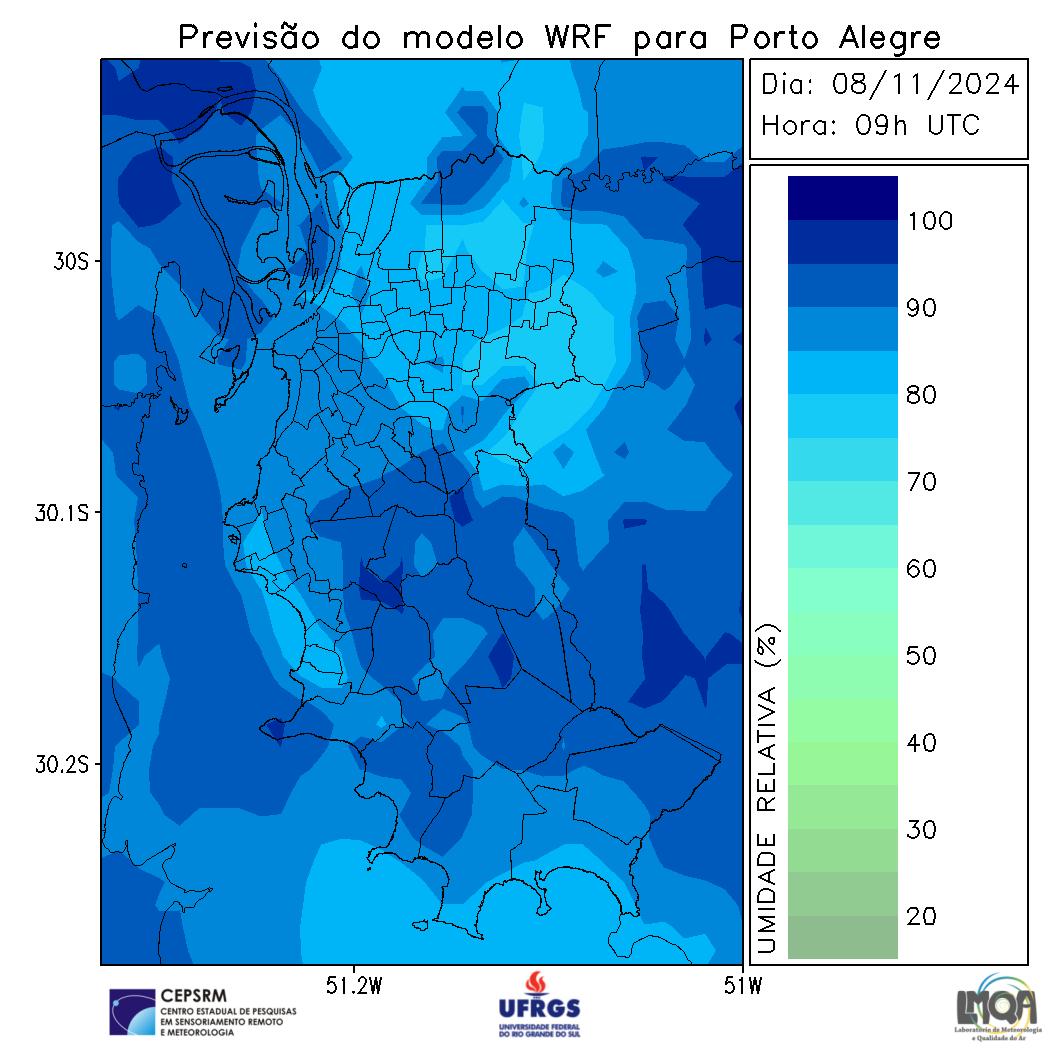 Previsão do modelo WRF para Porto Alegre
Dia: 08/11/2024
Hora: 09h UTC
30S
30.1S
30.2S
51.2W
51W
100
90
80
70
60
50
40
30
20
UMIDADE RELATIVA (%)
CEPSRM
CENTRO ESTADUAL DE PESQUISAS
EM SENSORIAMENTO REMOTO
E METEOROLOGIA
UFRGS
UNIVERSIDADE FEDERAL
DO RIO GRANDE DO SUL
LMQA
Laboratório de Meteorologia
e Qualidade do Ar